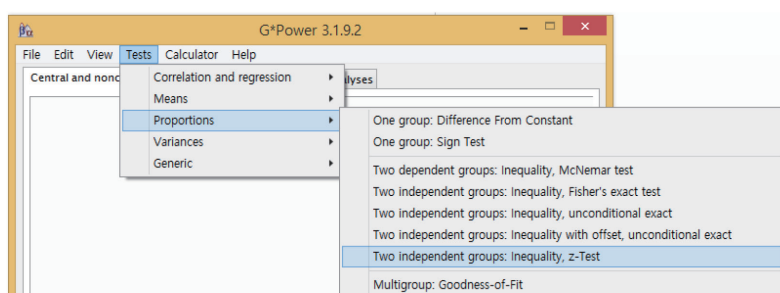 βα G*Power 3.1.9.2
File Edit View Tests Calculator Help
Central and nonc
Correlation and regression
Means
Proportions
Variances
Generic
alyses
One group: Difference From Constant
One group: Sign Test
Two dependent groups: Inequality, McNemar test
Two independent groups: Inequality, Fisher's exact test
Two independent groups: Inequality, unconditional exact
Two independent groups: Inequality with offset, unconditional exact
Two independent groups: Inequality, z-Test
Multigroup: Goodness-of-Fit